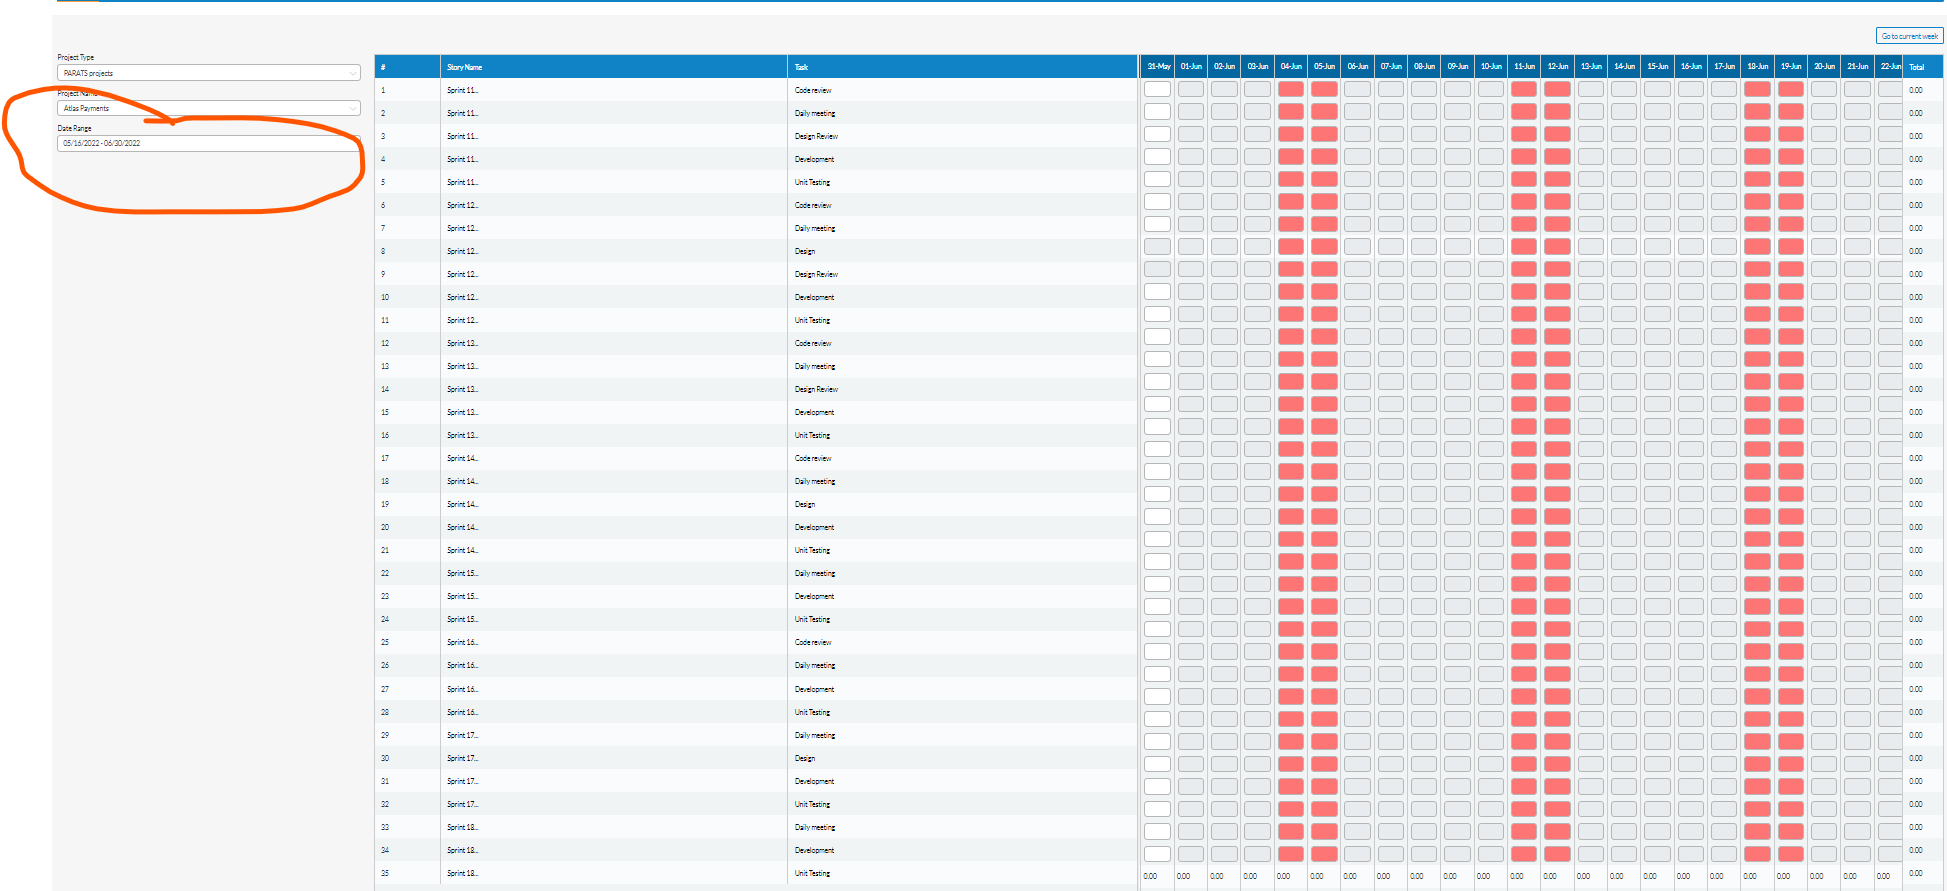 Go to current week
Project Type
PARATS projects
Project Name
Atlas Payments
Date Range
05/16/2022 - 06/30/2022
# Story Name Task 31-May 01-Jun 02-Jun 03-Jun 04-Jun 05-Jun 06-Jun 07-Jun 08-Jun 09-Jun 10-Jun 11-Jun 12-Jun 13-Jun 14-Jun 15-Jun 16-Jun 17-Jun 18-Jun 19-Jun 20-Jun 21-Jun 22-Jun Total
1 Sprint 11... Code review 0.00
2 Sprint 11... Daily meeting 0.00
3 Sprint 11... Design Review 0.00
4 Sprint 11... Development 0.00
5 Sprint 11... Unit Testing 0.00
6 Sprint 12... Code review 0.00
7 Sprint 12... Daily meeting 0.00
8 Sprint 12... Design 0.00
9 Sprint 12... Design Review 0.00
10 Sprint 12... Development 0.00
11 Sprint 12... Unit Testing 0.00
12 Sprint 13... Code review 0.00
13 Sprint 13... Daily meeting 0.00
14 Sprint 13... Design Review 0.00
15 Sprint 13... Development 0.00
16 Sprint 13... Unit Testing 0.00
17 Sprint 14... Code review 0.00
18 Sprint 14... Daily meeting 0.00
19 Sprint 14... Design 0.00
20 Sprint 14... Development 0.00
21 Sprint 14... Unit Testing 0.00
22 Sprint 15... Daily meeting 0.00
23 Sprint 15... Development 0.00
24 Sprint 15... Unit Testing 0.00
25 Sprint 16... Code review 0.00
26 Sprint 16... Daily meeting 0.00
27 Sprint 16... Development 0.00
28 Sprint 16... Unit Testing 0.00
29 Sprint 17... Daily meeting 0.00
30 Sprint 17... Design 0.00
31 Sprint 17... Development 0.00
32 Sprint 17... Unit Testing 0.00
33 Sprint 18... Daily meeting 0.00
34 Sprint 18... Development 0.00
35 Sprint 18... Unit Testing 0.00
0.00 0.00 0.00 0.00 0.00 0.00 0.00 0.00 0.00 0.00 0.00 0.00 0.00 0.00 0.00 0.00 0.00 0.00 0.00 0.00 0.00 0.00 0.00